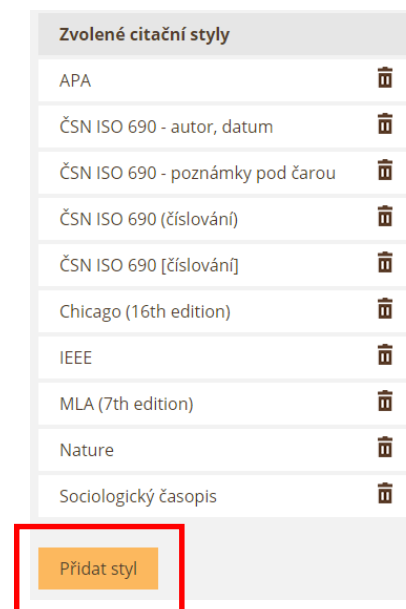 Zvolené citační styly
APA
ČSN ISO 690 - autor, datum
ČSN ISO 690 - poznámky pod čarou
ČSN ISO 690 (číslování)
ČSN ISO 690 [číslování]
Chicago (16th edition)
IEEE
MLA (7th edition)
Nature
Sociologický časopis
Přidat styl